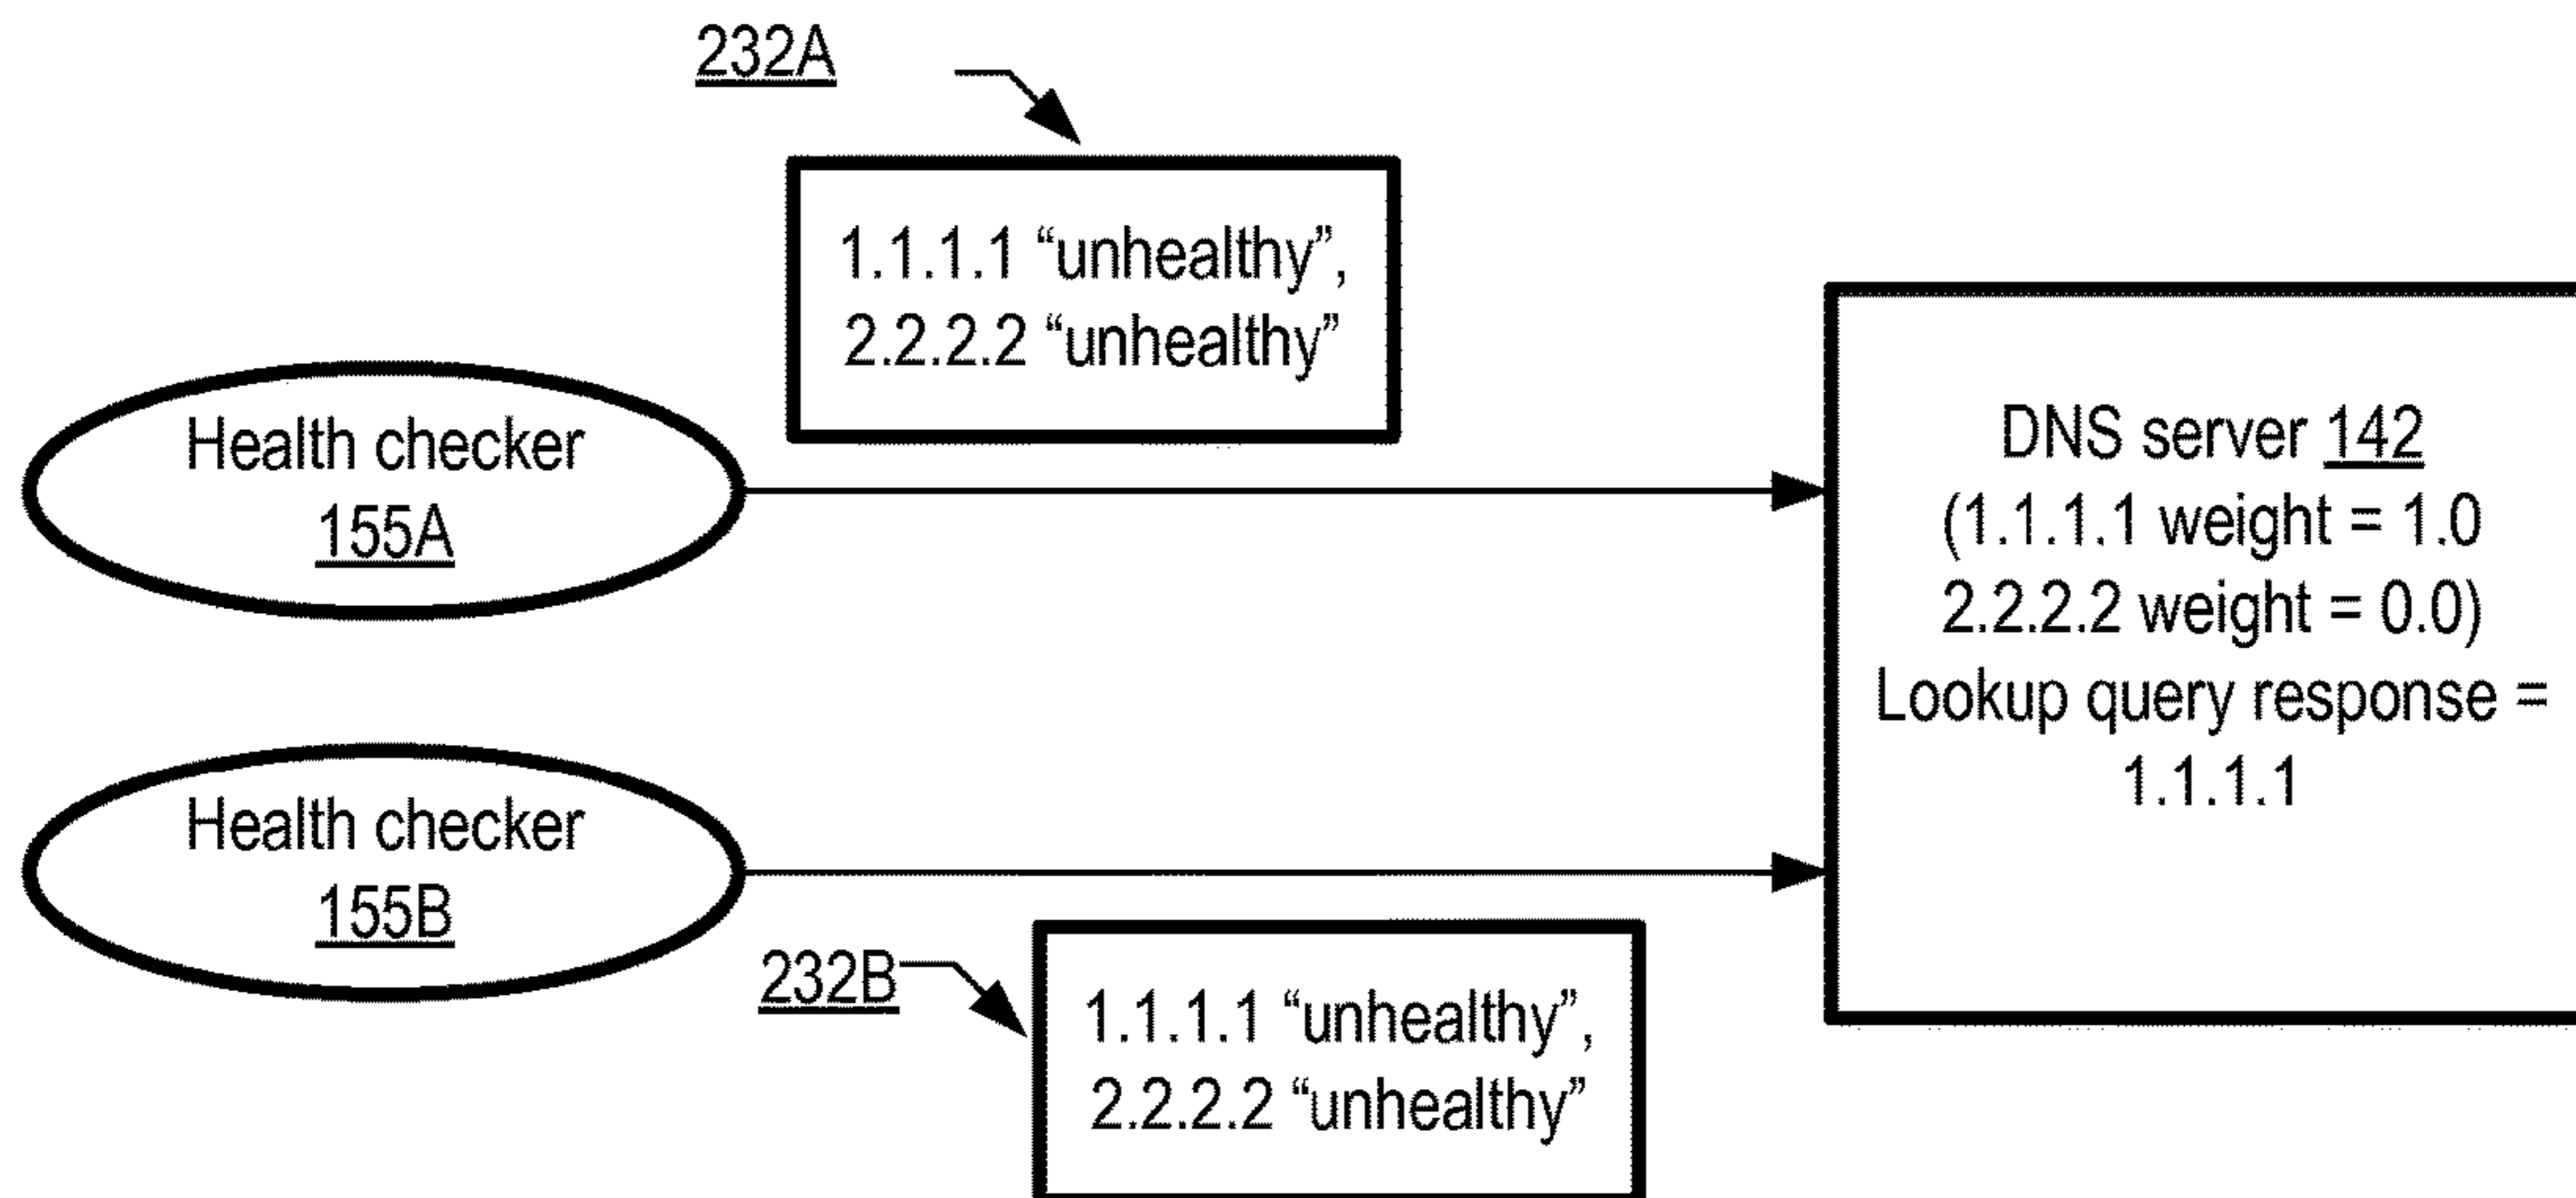 232A
1.1.1.1 “unhealthy”,
2.2.2.2 “unhealthy”
Health checker
155A
DNS server 142
(1.1.1.1 weight = 1.0
2.2.2.2 weight = 0.0)
Lookup query response =
1.1.1.1
Health checker
155B
232B
1.1.1.1 “unhealthy”,
2.2.2.2 “unhealthy”